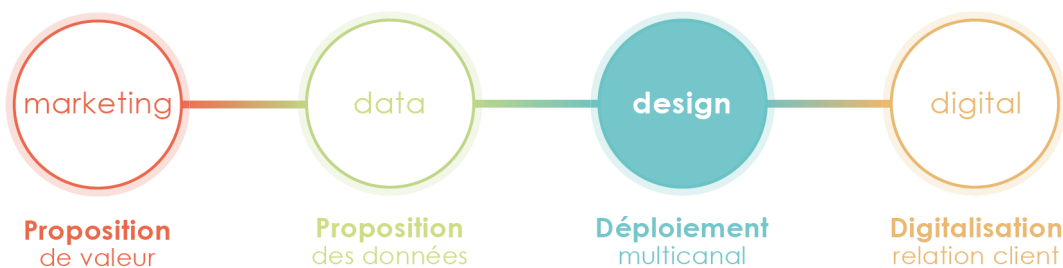 marketing
data
design
digital
Proposition
de valeur
Proposition
des données
Déploiement
multicanal
Digitalisation
relation client